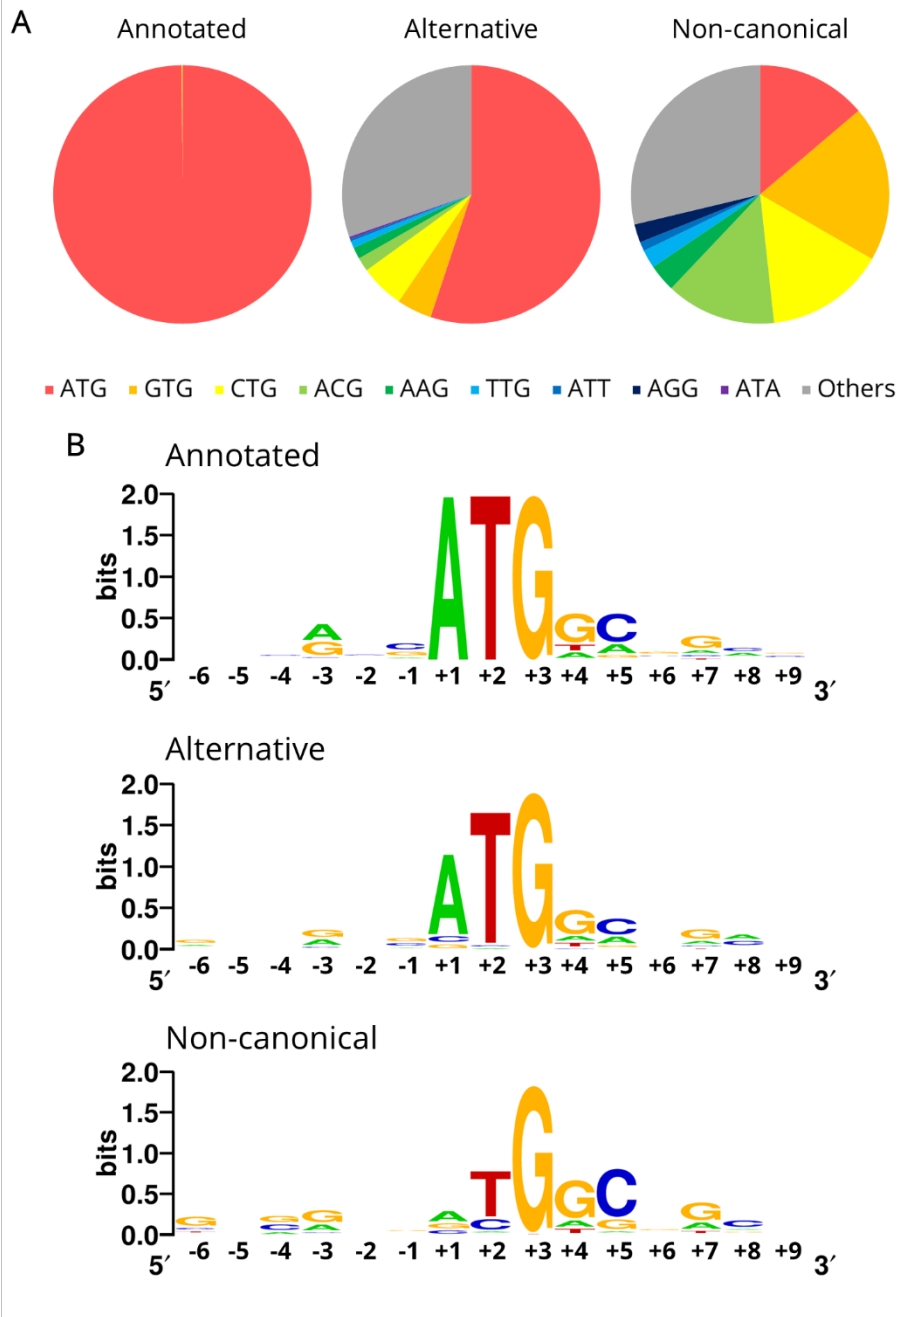 A
Annotated Alternative Non-canonical
ATG GTG CTG ACG AAG TTG ATT AGG ATA Others
B
Annotated
2.0
1.5
1.0
0.5
0.0
bits
A T G G C
A T A
A G
C G
G A
C
5′ -6 -5 -4 -3 -2 -1 +1 +2 +3 +4 +5 +6 +7 +8 +9 3′
Alternative
2.0
1.5
1.0
0.5
0.0
bits
A T G G C
G A
C G
A T
A
G A
A C
5′ -6 -5 -4 -3 -2 -1 +1 +2 +3 +4 +5 +6 +7 +8 +9 3′
Non-canonical
2.0
1.5
1.0
0.5
0.0
bits
G
G C
G A
A G C
T C
G
G A
C G
G A
C
5′ -6 -5 -4 -3 -2 -1 +1 +2 +3 +4 +5 +6 +7 +8 +9 3′